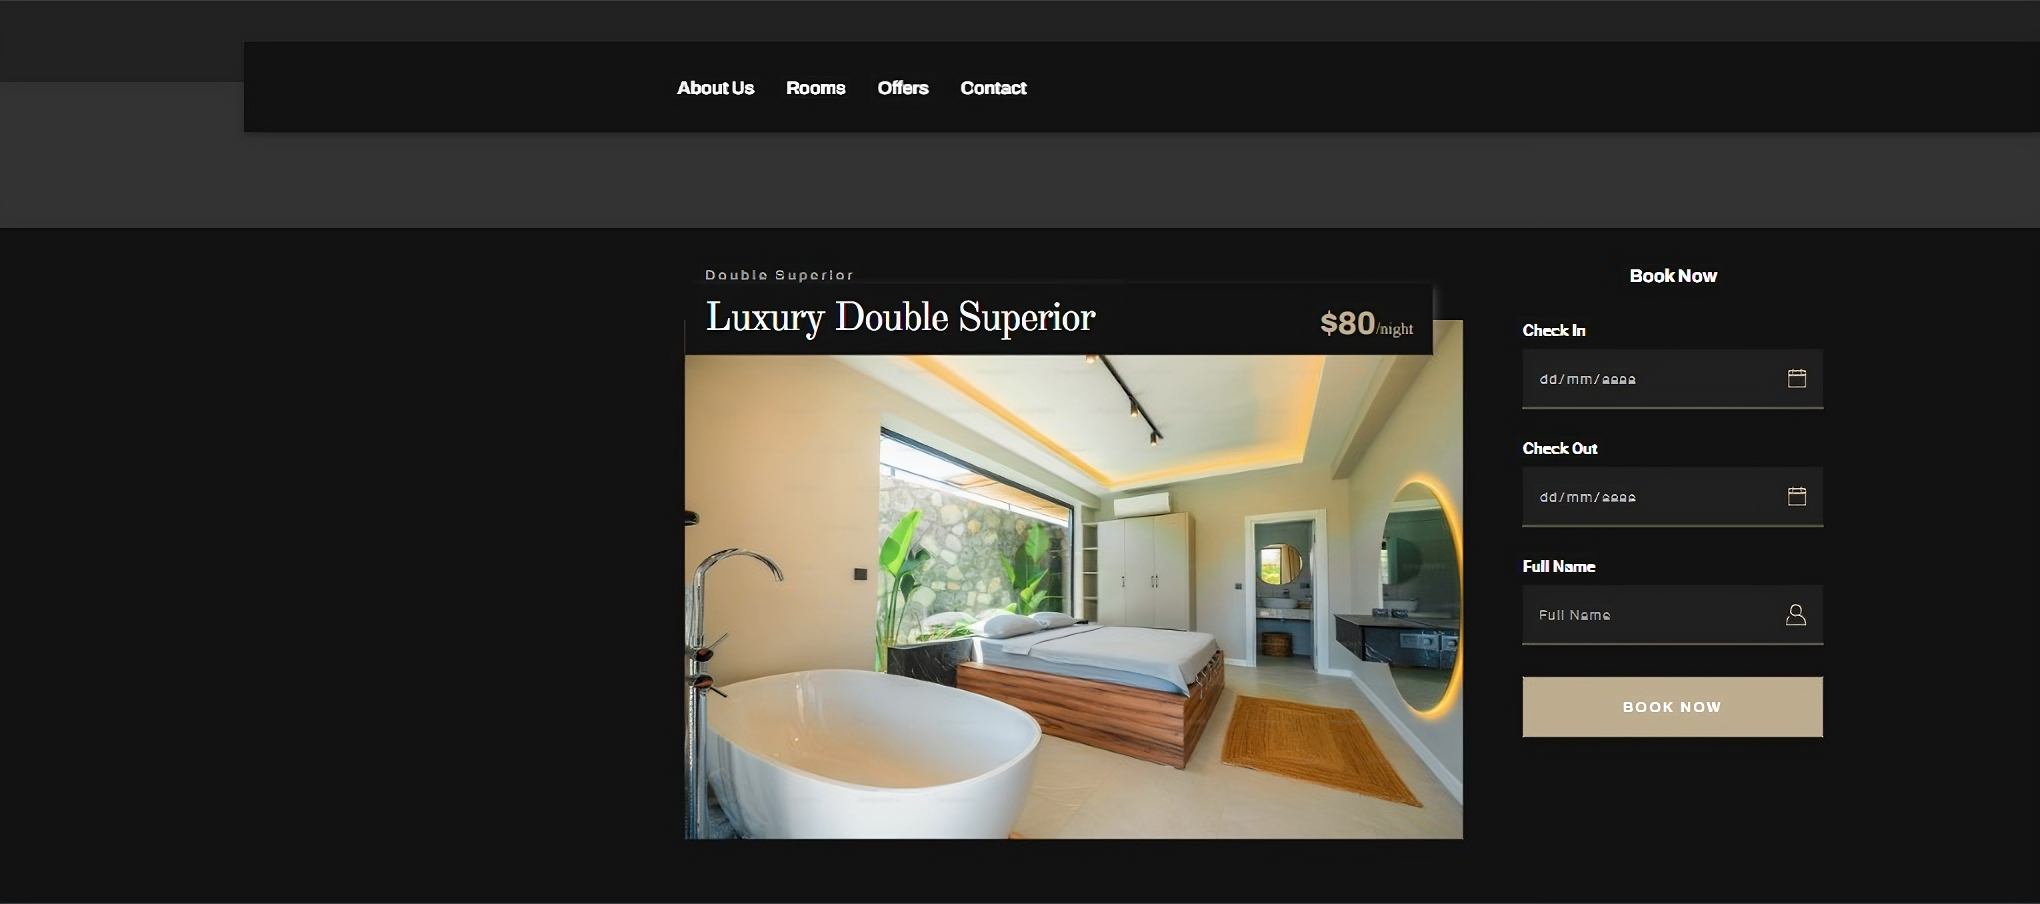 About Us Rooms Offers Contact
Double Superior
Luxury Double Superior
$80/night
Book Now
Check In
dd/mm/aaaa
Check Out
dd/mm/aaaa
Full Name
Full Name
BOOK NOW